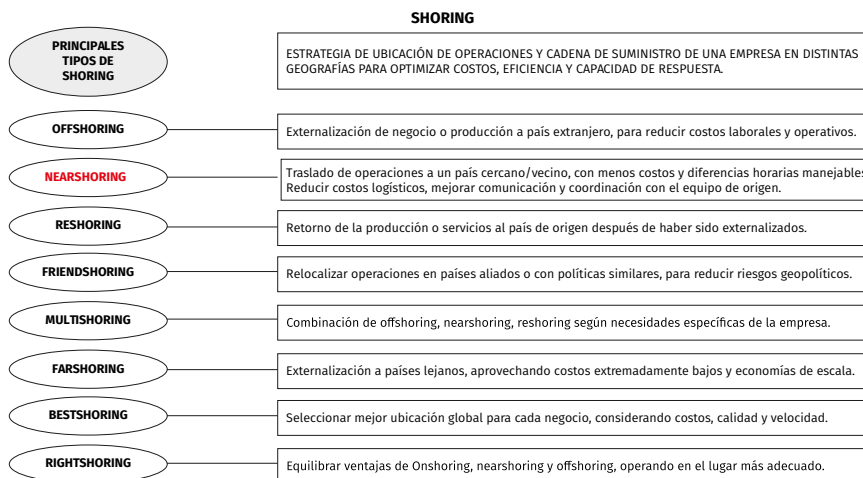 SHORING
PRINCIPALES
TIPOS DE
SHORING
ESTRATEGIA DE UBICACIÓN DE OPERACIONES Y CADENA DE SUMINISTRO DE UNA EMPRESA EN DISTINTAS
GEOGRAFÍAS PARA OPTIMIZAR COSTOS, EFICIENCIA Y CAPACIDAD DE RESPUESTA.
OFFSHORING
Externalización de negocio o producción a país extranjero, para reducir costos laborales y operativos.
NEARSHORING
Traslado de operaciones a un país cercano/vecino, con menos costos y diferencias horarias manejables
Reducir costos logísticos, mejorar comunicación y coordinación con el equipo de origen.
RESHORING
Retorno de la producción o servicios al país de origen después de haber sido externalizados.
FRIENDSHORING
Relocalizar operaciones en países aliados o con políticas similares, para reducir riesgos geopolíticos.
MULTISHORING
Combinación de offshoring, nearshoring, reshoring según necesidades específicas de la empresa.
FARSHORING
Externalización a países lejanos, aprovechando costos extremadamente bajos y economías de escala.
BESTSHORING
Seleccionar mejor ubicación global para cada negocio, considerando costos, calidad y velocidad.
RIGHTSHORING
Equilibrar ventajas de Onshoring, nearshoring y offshoring, operando en el lugar más adecuado.